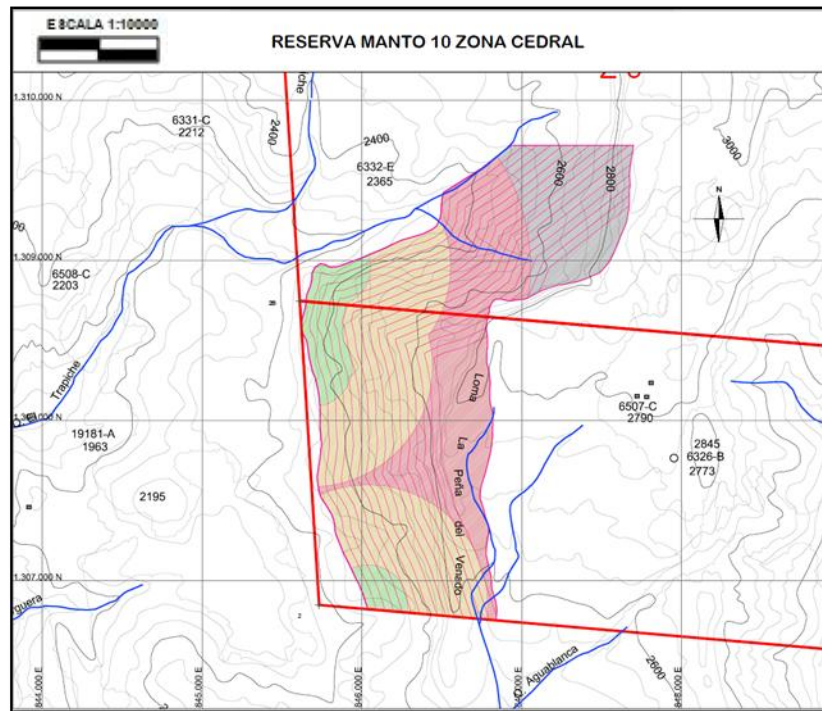 ESCALA 1:10000
RESERVA MANTO 10 ZONA CEDRAL
1,310.000 N
6331-C
2212
2400
2400
6332-E
2365
2600
2800
3000
N
1,309.000 N
6508-C
2203
Trapiche
Loma
La Peña del Venado
6507-C
2790
2845
6326-B
2773
19181-A
1963
2195
1,307.000 N
2
Q. Aguablanca
2600
844.000 E
845.000 E
846.000 E